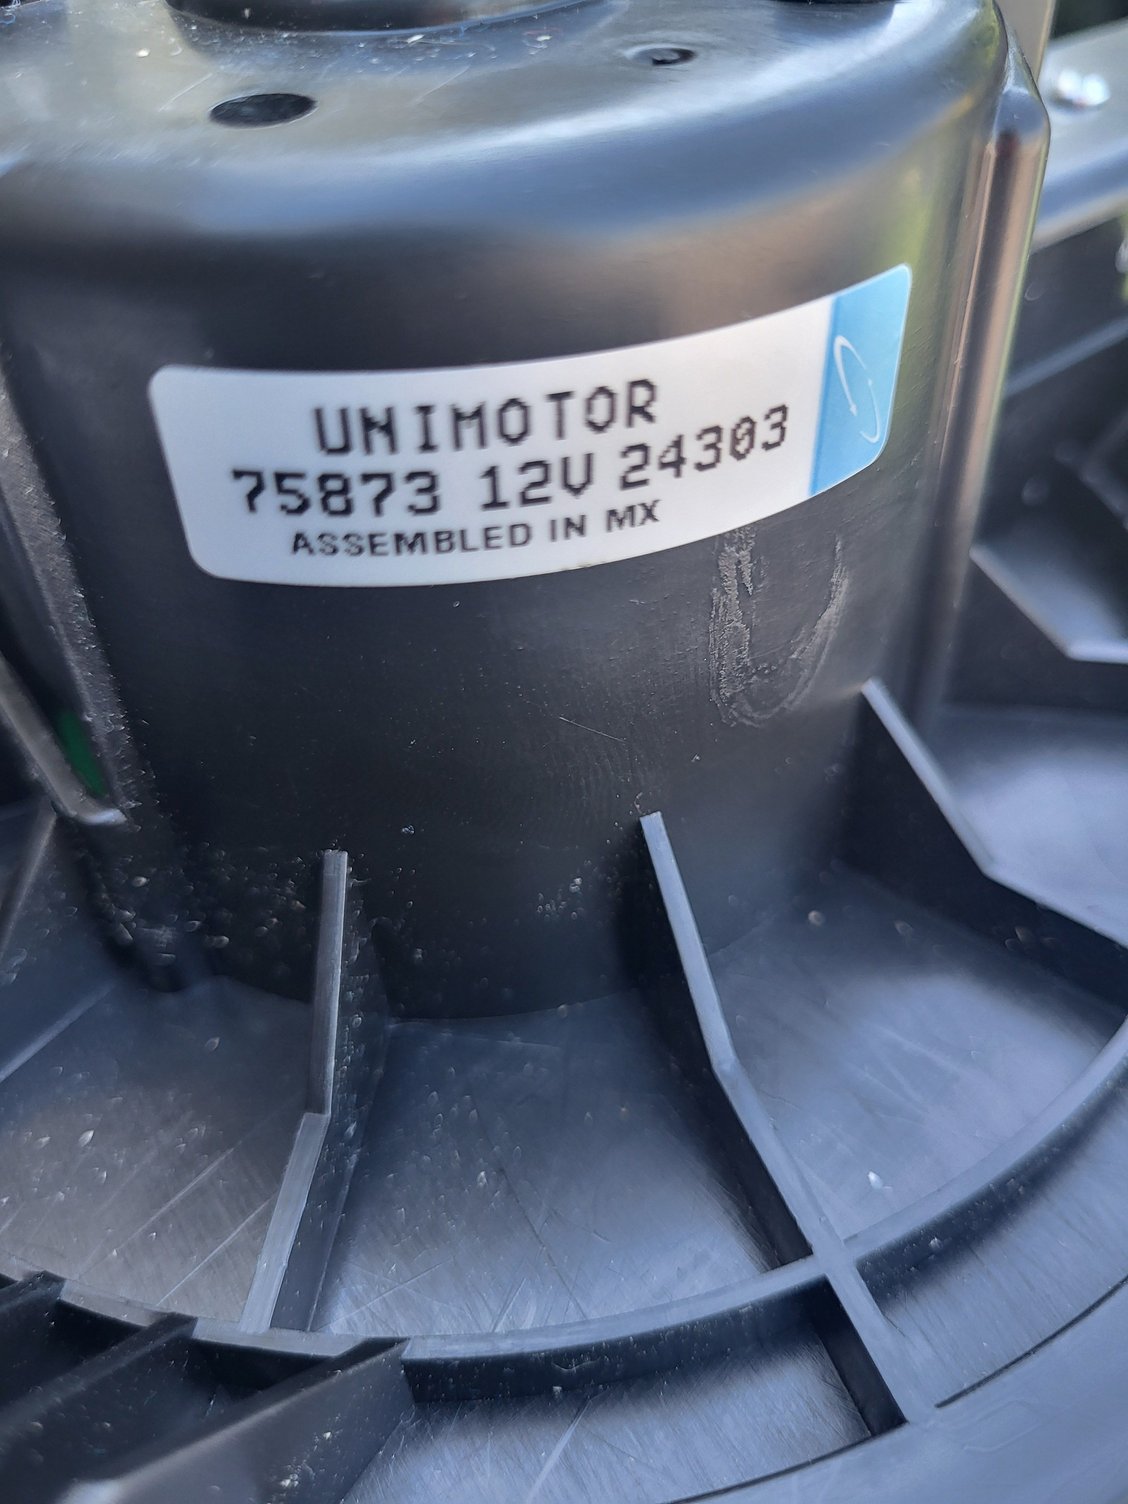 UNIMOTOR
75873 12V 24303
ASSEMBLED IN MX